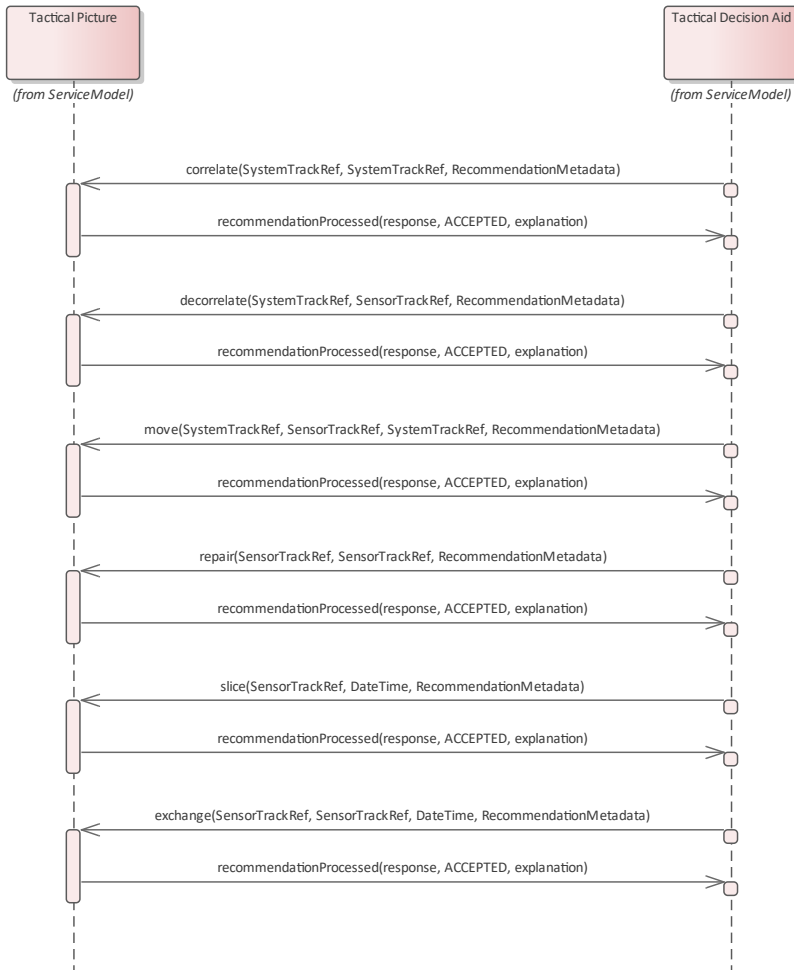 Tactical Picture
Tactical Decision Aid
(from ServiceModel)
(from ServiceModel)
correlate(SystemTrackRef, SystemTrackRef, RecommendationMetadata)
recommendationProcessed(response, ACCEPTED, explanation)
decorrelate(SystemTrackRef, SensorTrackRef, RecommendationMetadata)
recommendationProcessed(response, ACCEPTED, explanation)
move(SystemTrackRef, SensorTrackRef, SystemTrackRef, RecommendationMetadata)
recommendationProcessed(response, ACCEPTED, explanation)
repair(SensorTrackRef, SensorTrackRef, RecommendationMetadata)
recommendationProcessed(response, ACCEPTED, explanation)
slice(SensorTrackRef, DateTime, RecommendationMetadata)
recommendationProcessed(response, ACCEPTED, explanation)
exchange(SensorTrackRef, SensorTrackRef, DateTime, RecommendationMetadata)
recommendationProcessed(response, ACCEPTED, explanation)